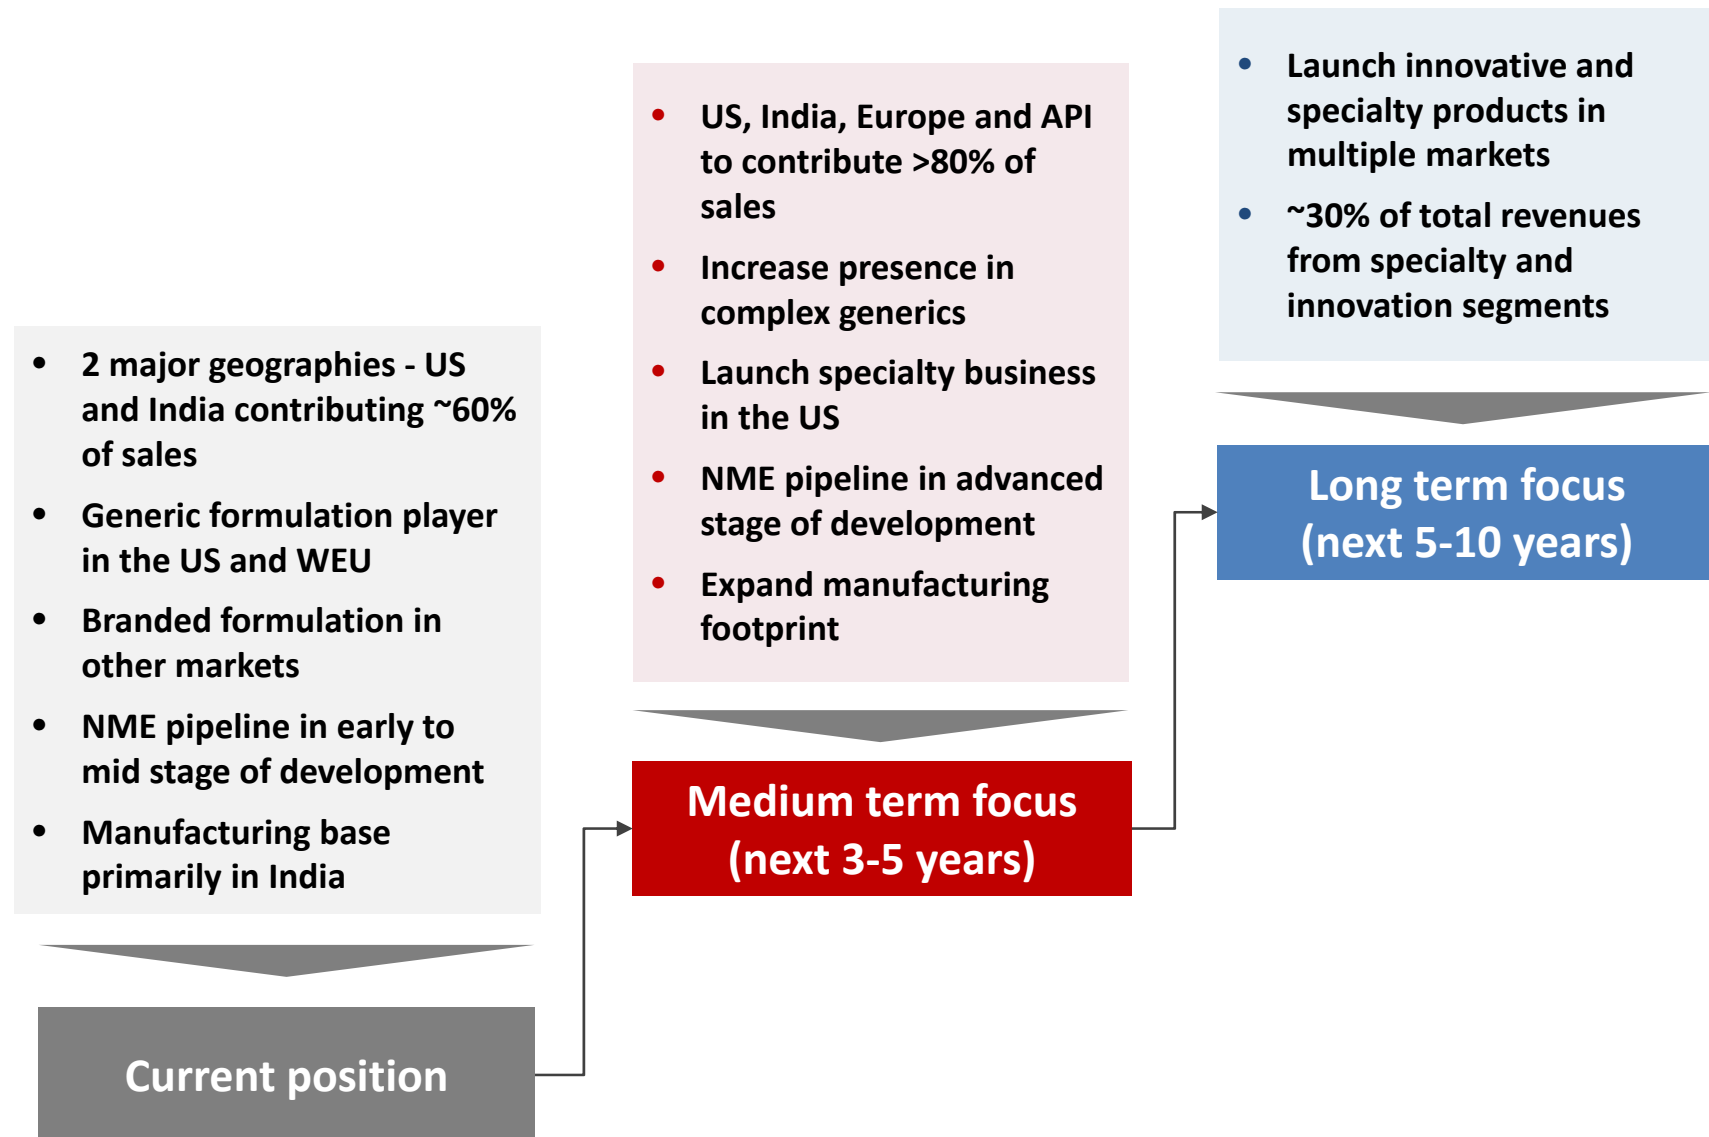 • 2 major geographies - US
and India contributing ~60%
of sales
• Generic formulation player
in the US and WEU
• Branded formulation in
other markets
• NME pipeline in early to
mid stage of development
• Manufacturing base
primarily in India
Current position
• US, India, Europe and API
to contribute >80% of
sales
• Increase presence in
complex generics
• Launch specialty business
in the US
• NME pipeline in advanced
stage of development
• Expand manufacturing
footprint
Medium term focus
(next 3-5 years)
• Launch innovative and
specialty products in
multiple markets
• ~30% of total revenues
from specialty and
innovation segments
Long term focus
(next 5-10 years)